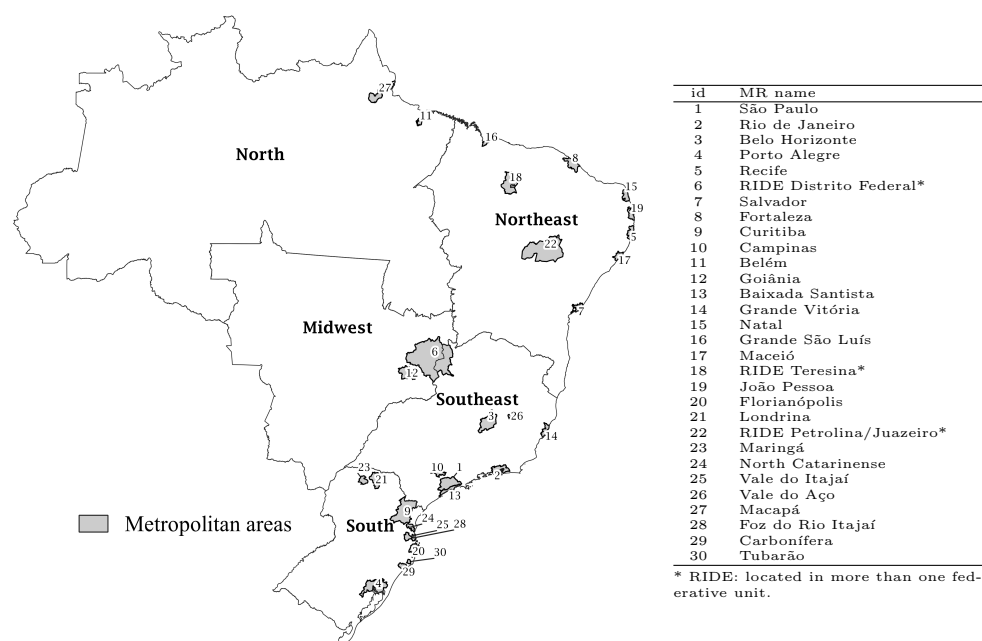 27
11
16
North
8
18
15
19
Northeast
5
22
17
7
Midwest
6
12
Southeast
3
26
14
23
10
1
21
2
13
9
South
24
25
28
Metropolitan areas
20
30
29
4
id MR name
1 São Paulo
2 Rio de Janeiro
3 Belo Horizonte
4 Porto Alegre
5 Recife
6 RIDE Distrito Federal*
7 Salvador
8 Fortaleza
9 Curitiba
10 Campinas
11 Belém
12 Goiânia
13 Baixada Santista
14 Grande Vitória
15 Natal
16 Grande São Luís
17 Maceió
18 RIDE Teresina*
19 João Pessoa
20 Florianópolis
21 Londrina
22 RIDE Petrolina/Juazeiro*
23 Maringá
24 North Catarinense
25 Vale do Itajaí
26 Vale do Aço
27 Macapá
28 Foz do Rio Itajaí
29 Carbonífera
30 Tubarão
* RIDE: located in more than one fed-
erative unit.